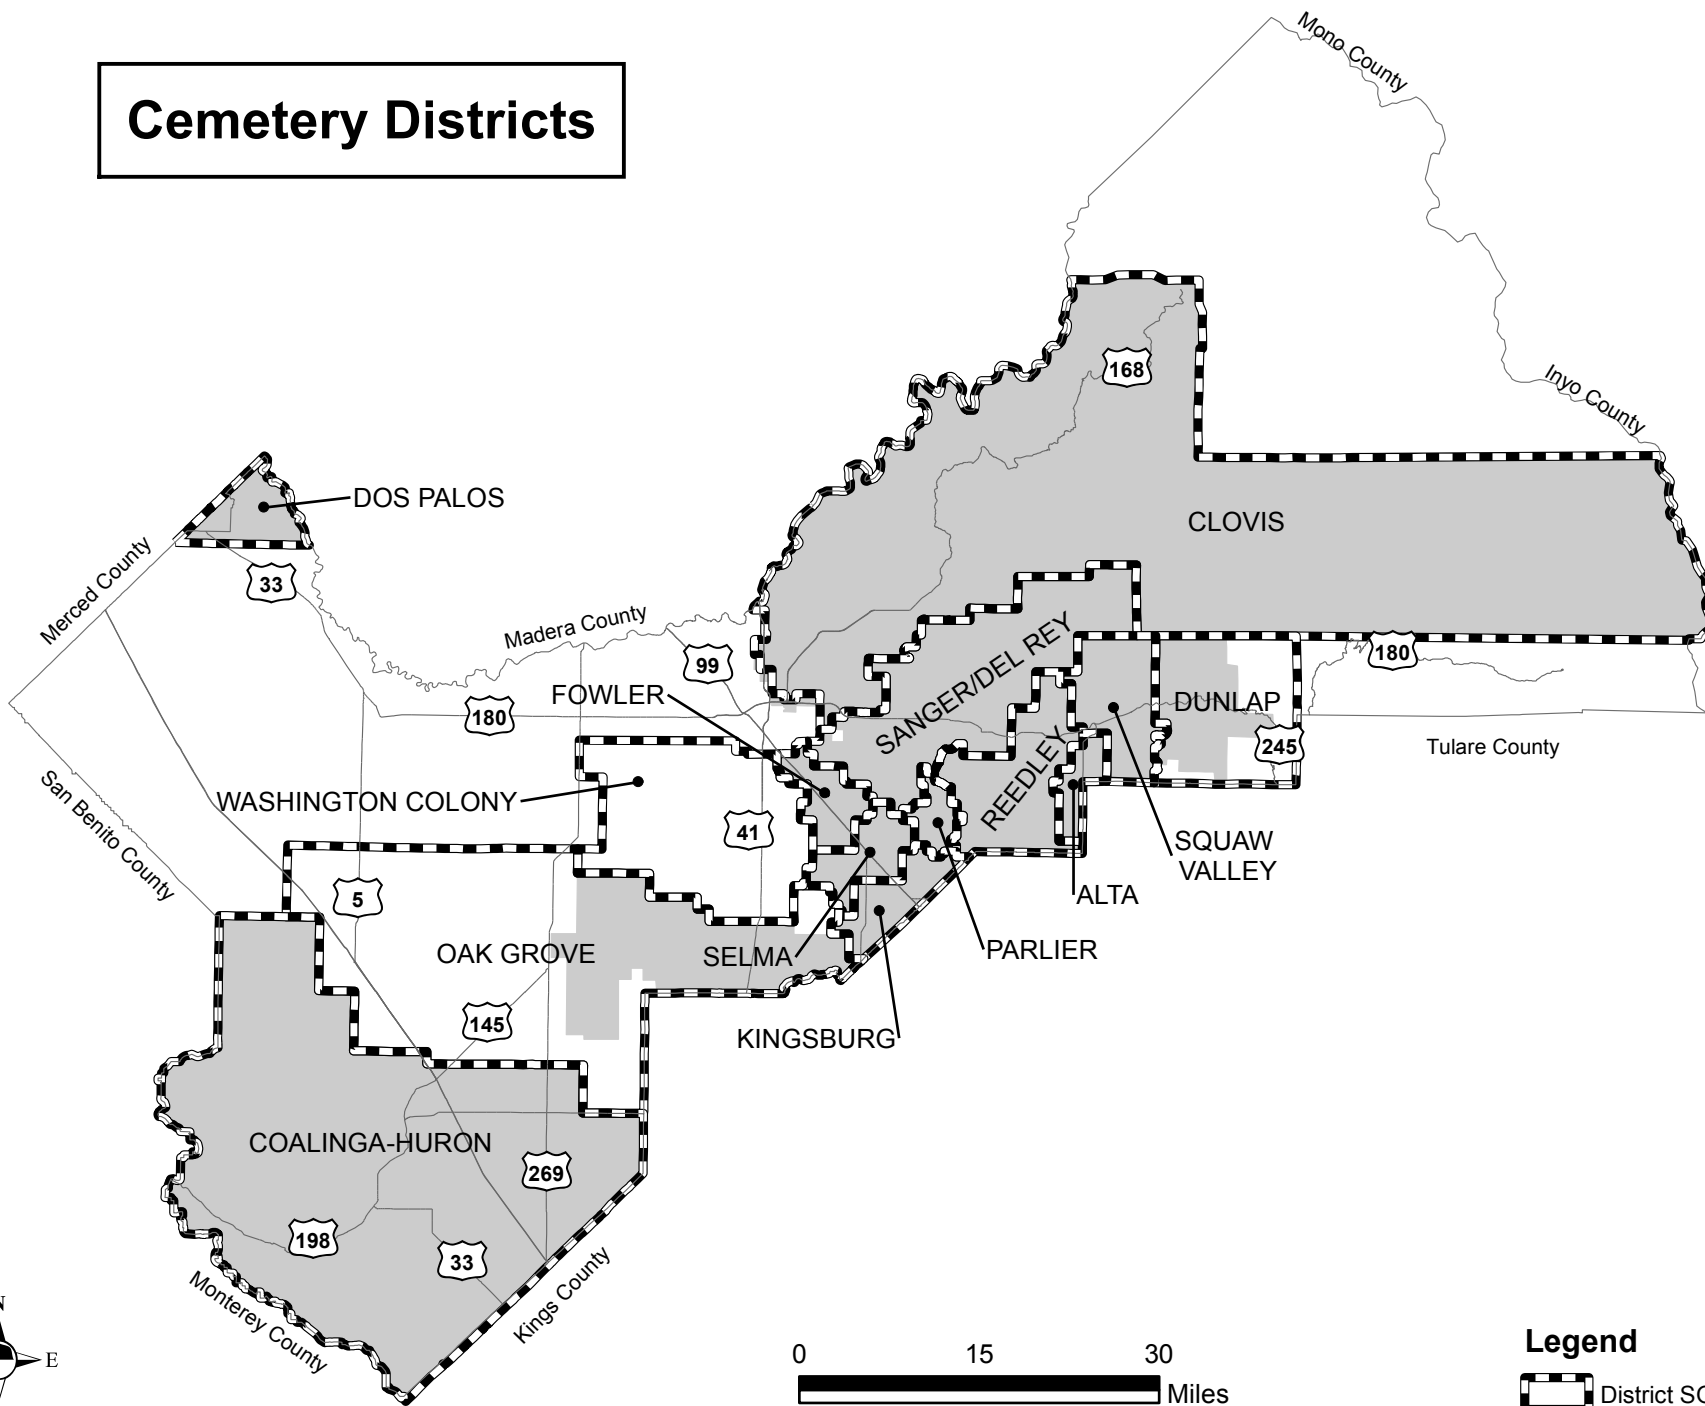 Cemetery Districts
Mono County
Inyo County
168
CLOVIS
DOS PALOS
33
Merced County
Madera County
99
FOWLER
180
SANGER/DEL REY
180
DUNLAP
245
Tulare County
REEDLEY
WASHINGTON COLONY
41
San Benito County
5
SQUAW
VALLEY
ALTA
OAK GROVE
SELMA
PARLIER
145
KINGSBURG
COALINGA-HURON
269
198
33
Monterey County
Kings County
E
0 15 30
Miles
Legend
District